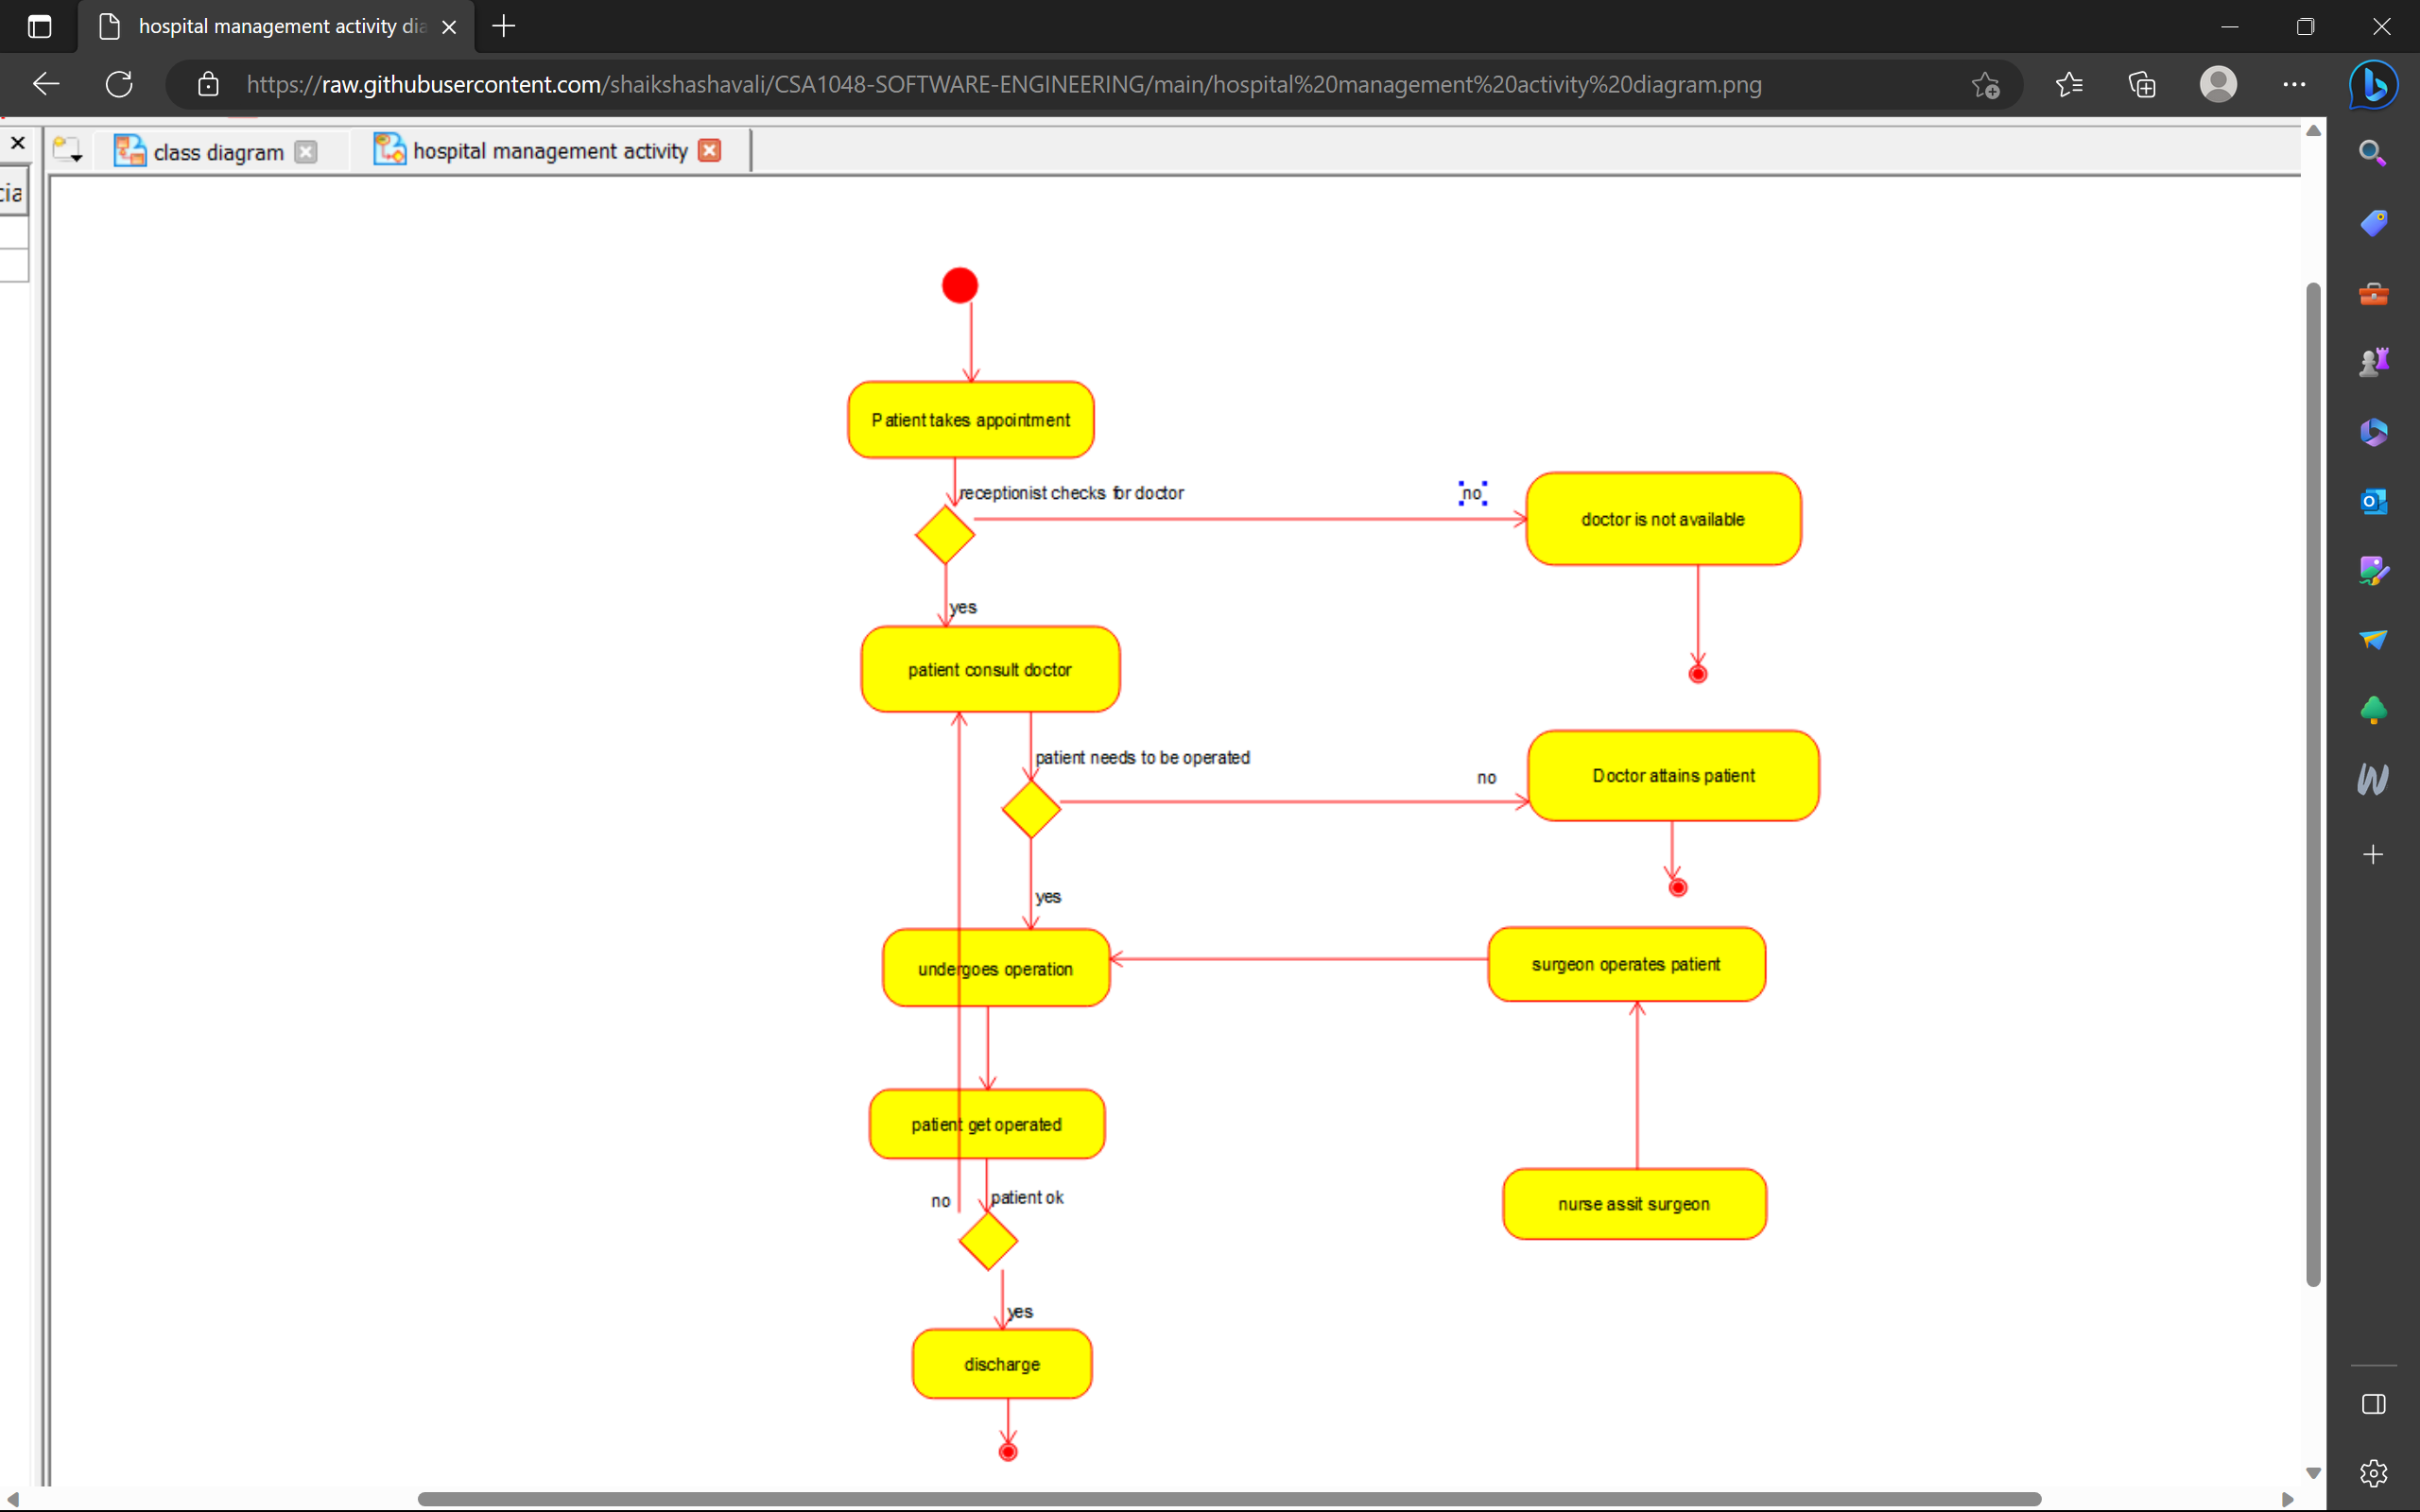 hospital management activity dia
https://raw.githubusercontent.com/shaikshashavali/CSA1048-SOFTWARE-ENGINEERING/main/hospital%20management%20activity%20diagram.png
class diagram
hospital management activity
cia
Patient takes appointment
receptionist checks for doctor
no
doctor is not available
yes
patient consult doctor
patient needs to be operated
no
Doctor attains patient
yes
undergoes operation
surgeon operates patient
patient get operated
no
patient ok
nurse assit surgeon
yes
discharge